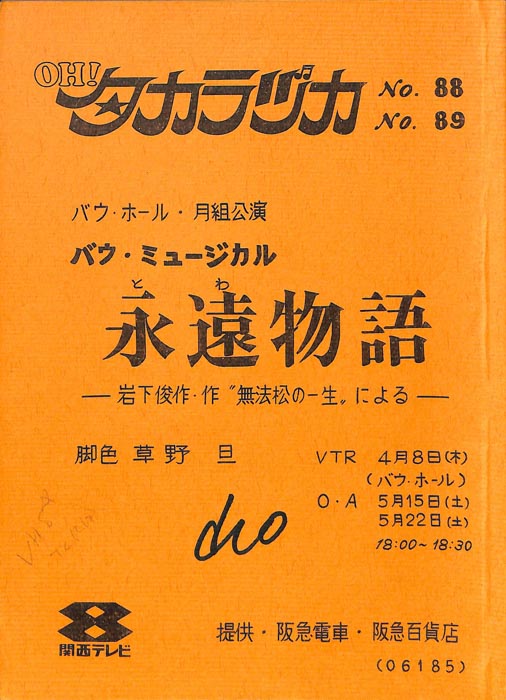 OH! タカラヅカ No. 88
No. 89
バウ・ホール・月組公演
バウ・ミュージカル
とわ
永遠物語
—岩下俊作・作〝無法松の一生〟による—
脚色 草野 旦
VTR 4月8日(木)
(バウ・ホール)
O・A 5月15日(土)
5月22日(土)
18:00~18:30
8
関西テレビ
提供・阪急電車・阪急百貨店
(06185)